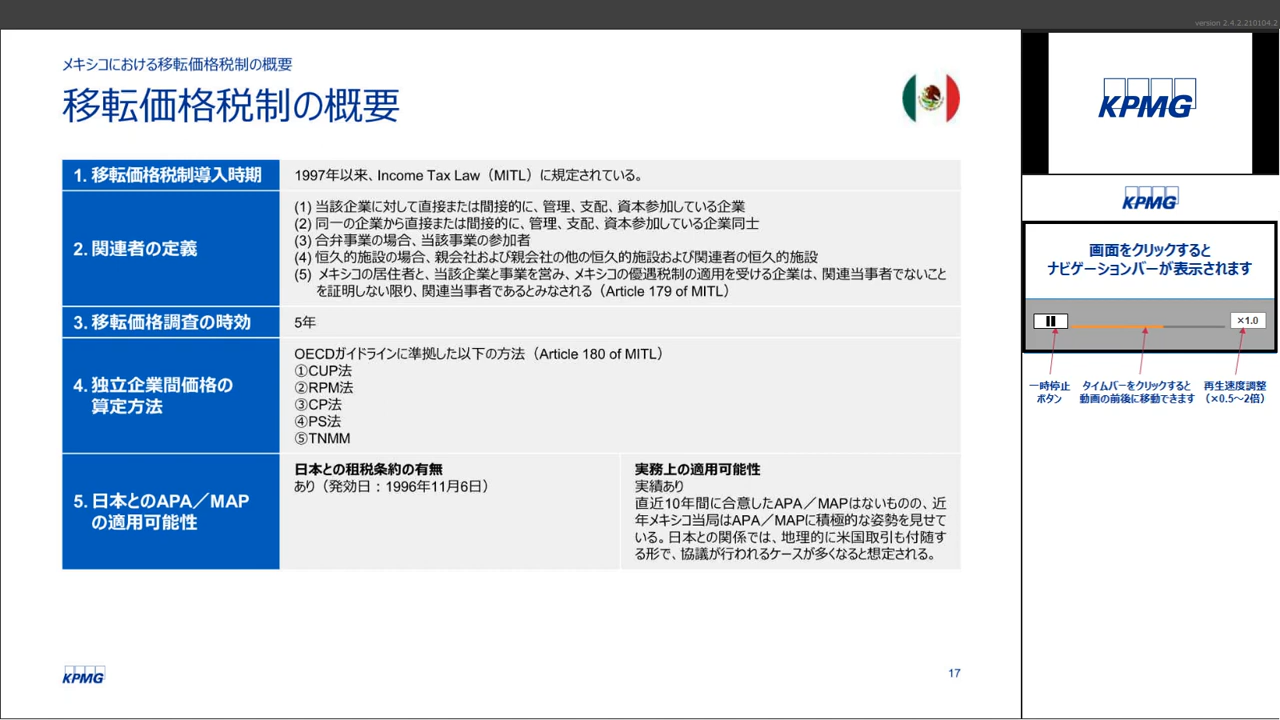 version 2.4.2.210104.2
メキシコにおける移転価格税制の概要
移転価格税制の概要
1. 移転価格税制導入時期
1997年以来、Income Tax Law（MITL）に規定されている。
2. 関連者の定義
(1) 当該企業に対して直接または間接的に、管理、支配、資本参加している企業
(2) 同一の企業から直接または間接的に、管理、支配、資本参加している企業同士
(3) 合弁事業の場合、当該事業の参加者
(4) 恒久的施設の場合、親会社および親会社の他の恒久的施設および関連者の恒久的施設
(5) メキシコの居住者と、当該企業と事業を営み、メキシコの優遇税制の適用を受ける企業は、関連当事者でないこと
を証明しない限り、関連当事者であるとみなされる（Article 179 of MITL）
3. 移転価格調査の時効
5年
4. 独立企業間価格の
算定方法
OECDガイドラインに準拠した以下の方法（Article 180 of MITL）
①CUP法
②RPM法
③CP法
④PS法
⑤TNMM
5. 日本とのAPA／MAP
の適用可能性
日本との租税条約の有無
あり（発効日：1996年11月6日）
実務上の適用可能性
実績あり
直近10年間に合意したAPA／MAPはないものの、近
年メキシコ当局はAPA／MAPに積極的な姿勢を見せて
いる。日本との関係では、地理的に米国取引も付随す
る形で、協議が行われるケースが多くなると想定される。
KPMG
17
KPMG
KPMG
画面をクリックすると
ナビゲーションバーが表示されます
×1.0
一時停止
ボタン
タイムバーをクリックすると
動画の前後に移動できます
再生速度調整
（×0.5～2倍）